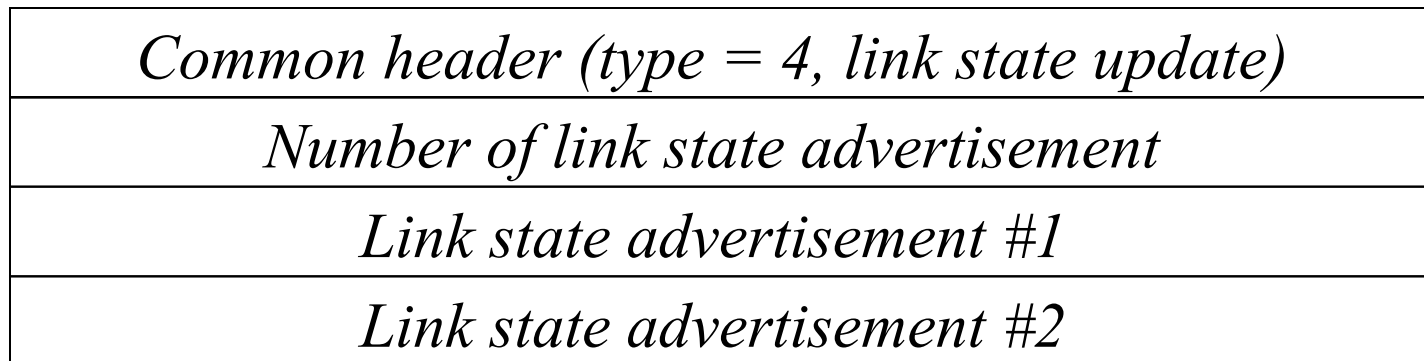 Common header (type = 4, link state update)
Number of link state advertisement
Link state advertisement #1
Link state advertisement #2